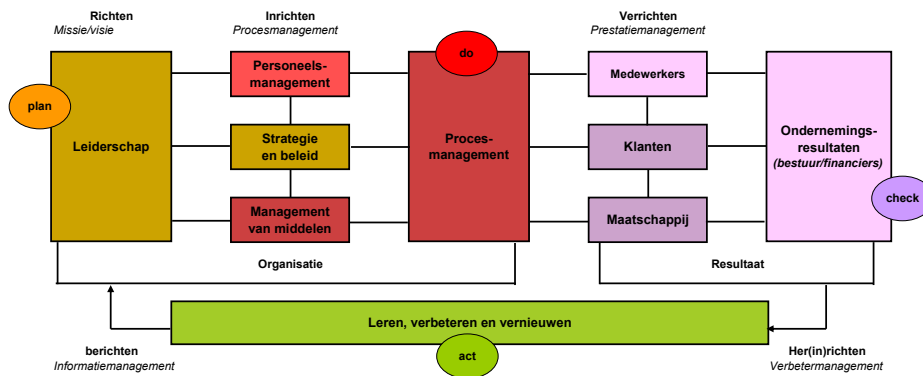 Richten
Missie/visie
Inrichten
Procesmanagement
Verrichten
Prestatiemanagement
plan
do
check
Leiderschap
Personeels-
management
Strategie
en beleid
Management
van middelen
Proces-
management
Medewerkers
Klanten
Maatschappij
Ondernemings-
resultaten
(bestuur/financiers)
Organisatie
Resultaat
Leren, verbeteren en vernieuwen
act
berichten
Informatiemanagement
Her(in)richten
Verbetermanagement